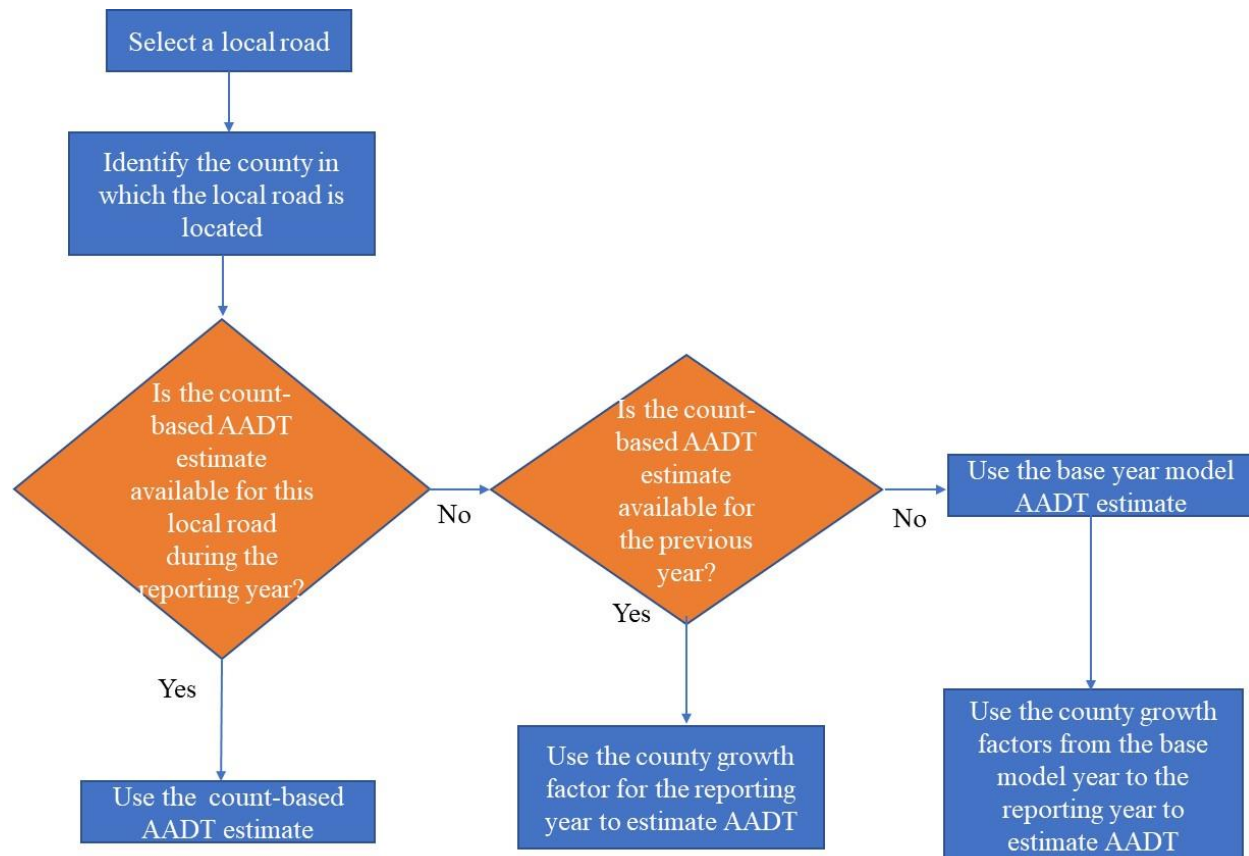 Select a local road
Identify the county in
which the local road is
located
Is the count-
based AADT
estimate
available for this
local road
during the
reporting year?
No
Yes
Use the count-based
AADT estimate
Is the count-
based AADT
estimate
available for
the previous
year?
No
Yes
Use the county growth
factor for the reporting
year to estimate AADT
Use the base year model
AADT estimate
Use the county growth
factors from the base
model year to the
reporting year to
estimate AADT